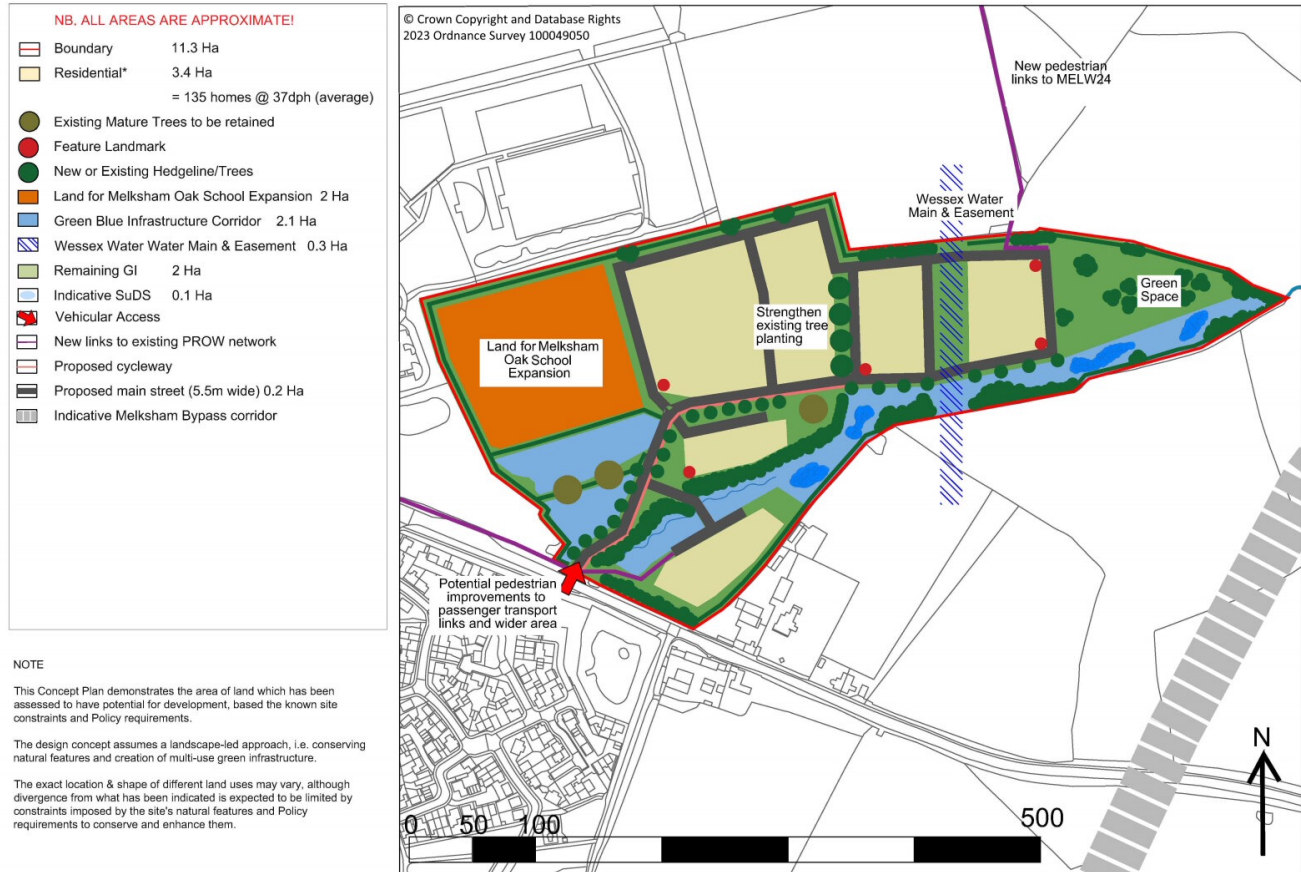 NB. ALL AREAS ARE APPROXIMATE!
Boundary 11.3 Ha
Residential* 3.4 Ha
= 135 homes @ 37dph (average)
Existing Mature Trees to be retained
Feature Landmark
New or Existing Hedgeline/Trees
Land for Melksham Oak School Expansion 2 Ha
Green Blue Infrastructure Corridor 2.1 Ha
Wessex Water Water Main & Easement 0.3 Ha
Remaining GI 2 Ha
Indicative SuDS 0.1 Ha
Vehicular Access
New links to existing PROW network
Proposed cycleway
Proposed main street (5.5m wide) 0.2 Ha
Indicative Melksham Bypass corridor
NOTE
This Concept Plan demonstrates the area of land which has been
assessed to have potential for development, based the known site
constraints and Policy requirements.
The design concept assumes a landscape-led approach, i.e. conserving
natural features and creation of multi-use green infrastructure.
The exact location & shape of different land uses may vary, although
divergence from what has been indicated is expected to be limited by
constraints imposed by the site's natural features and Policy
requirements to conserve and enhance them.
© Crown Copyright and Database Rights
2023 Ordnance Survey 100049050
New pedestrian
links to MELW24
Wessex Water
Main & Easement
Green
Space
Strengthen
existing tree
planting
Land for Melksham
Oak School
Expansion
Potential pedestrian
improvements to
passenger transport
links and wider area
N
0 50 100 500